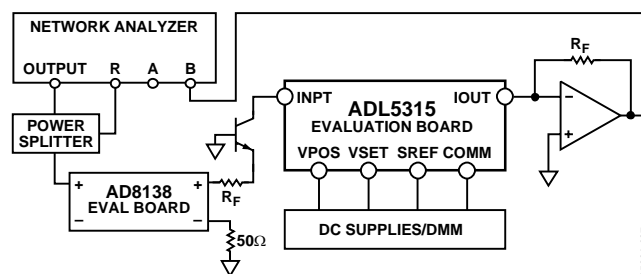 NETWORK ANALYZER
OUTPUT R A B
POWER
SPLITTER
+ +
AD8138
EVAL BOARD
– –
RF
50Ω
INPT IOUT
ADL5315
EVALUATION BOARD
VPOS VSET SREF COMM
DC SUPPLIES/DMM
RF
–
+